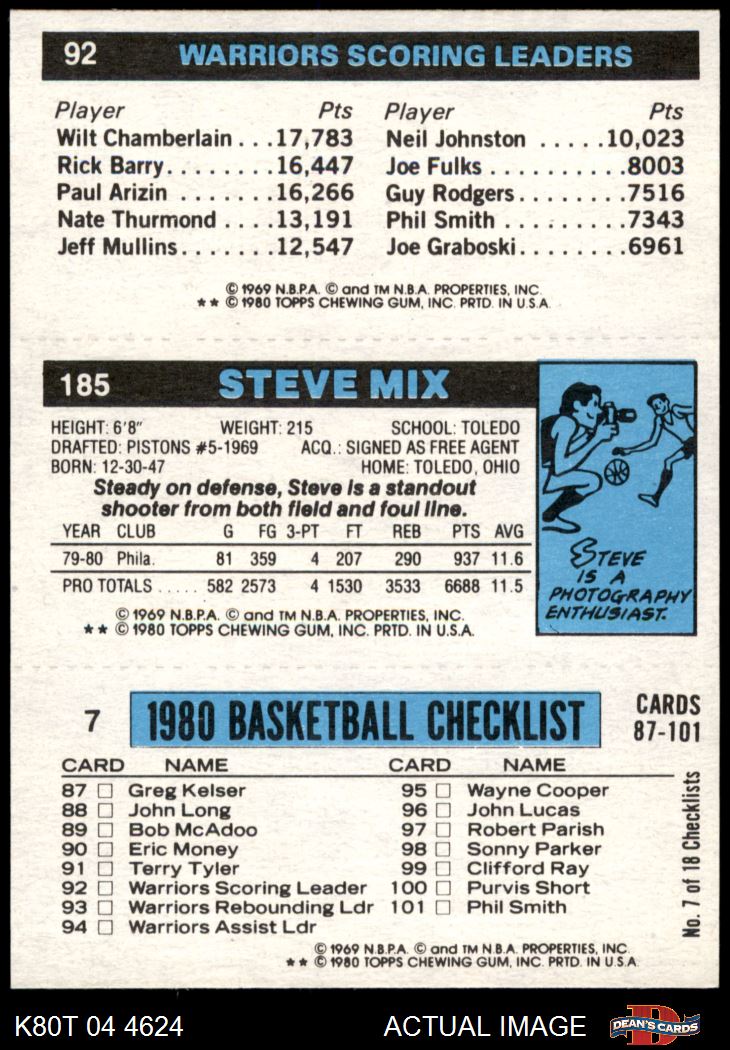 92 WARRIORS SCORING LEADERS
Player Pts Player Pts
Wilt Chamberlain . . .17,783 Neil Johnston . . . . .10,023
Rick Barry. . . . . . . .16,447 Joe Fulks . . . . . . . . .8003
Paul Arizin . . . . . . .16,266 Guy Rodgers. . . . . . .7516
Nate Thurmond . . . .13,191 Phil Smith . . . . . . . .7343
Jeff Mullins. . . . . . .12,547 Joe Graboski. . . . . . .6961
© 1969 N.B.P.A. © and TM N.B.A. PROPERTIES, INC.
** © 1980 TOPPS CHEWING GUM, INC. PRTD. IN U.S.A.
185 STEVE MIX
HEIGHT: 6'8" WEIGHT: 215 SCHOOL: TOLEDO
DRAFTED: PISTONS #5-1969 ACQ.: SIGNED AS FREE AGENT
BORN: 12-30-47 HOME: TOLEDO, OHIO
Steady on defense, Steve is a standout
shooter from both field and foul line.
YEAR CLUB G FG 3-PT FT REB PTS AVG
79-80 Phila. 81 359 4 207 290 937 11.6
PRO TOTALS . . . . . 582 2573 4 1530 3533 6688 11.5
© 1969 N.B.P.A. © and TM N.B.A. PROPERTIES, INC.
** © 1980 TOPPS CHEWING GUM, INC. PRTD. IN U.S.A.
STEVE
IS A
PHOTOGRAPHY
ENTHUSIAST.
7 1980 BASKETBALL CHECKLIST CARDS
87-101
CARD NAME CARD NAME
87 □ Greg Kelser 95 □ Wayne Cooper
88 □ John Long 96 □ John Lucas
89 □ Bob McAdoo 97 □ Robert Parish
90 □ Eric Money 98 □ Sonny Parker
91 □ Terry Tyler 99 □ Clifford Ray
92 □ Warriors Scoring Leader 100 □ Purvis Short
93 □ Warriors Rebounding Ldr 101 □ Phil Smith
94 □ Warriors Assist Ldr
No. 7 of 18 Checklists
© 1969 N.B.P.A. © and TM N.B.A. PROPERTIES, INC.
** © 1980 TOPPS CHEWING GUM, INC. PRTD. IN U.S.A.
K80T 04 4624 ACTUAL IMAGE D DEAN'S CARDS